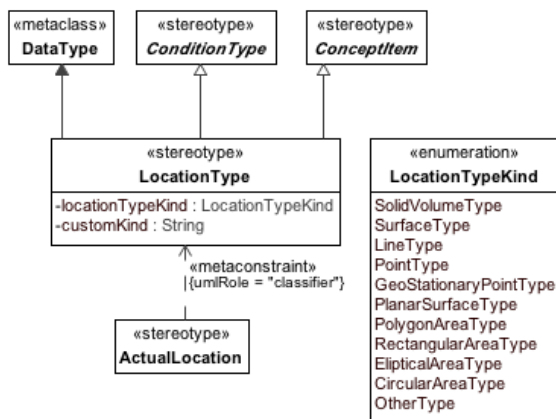 «metaclass»
DataType
«stereotype»
ConditionType
«stereotype»
ConceptItem
«stereotype»
LocationType
-locationTypeKind : LocationTypeKind
-customKind : String
«enumeration»
LocationTypeKind
SolidVolumeType
SurfaceType
LineType
PointType
GeoStationaryPointType
PlanarSurfaceType
PolygonAreaType
RectangularAreaType
ElipticalAreaType
CircularAreaType
OtherType
«metaconstraint»
{umlRole = "classifier"}
«stereotype»
ActualLocation